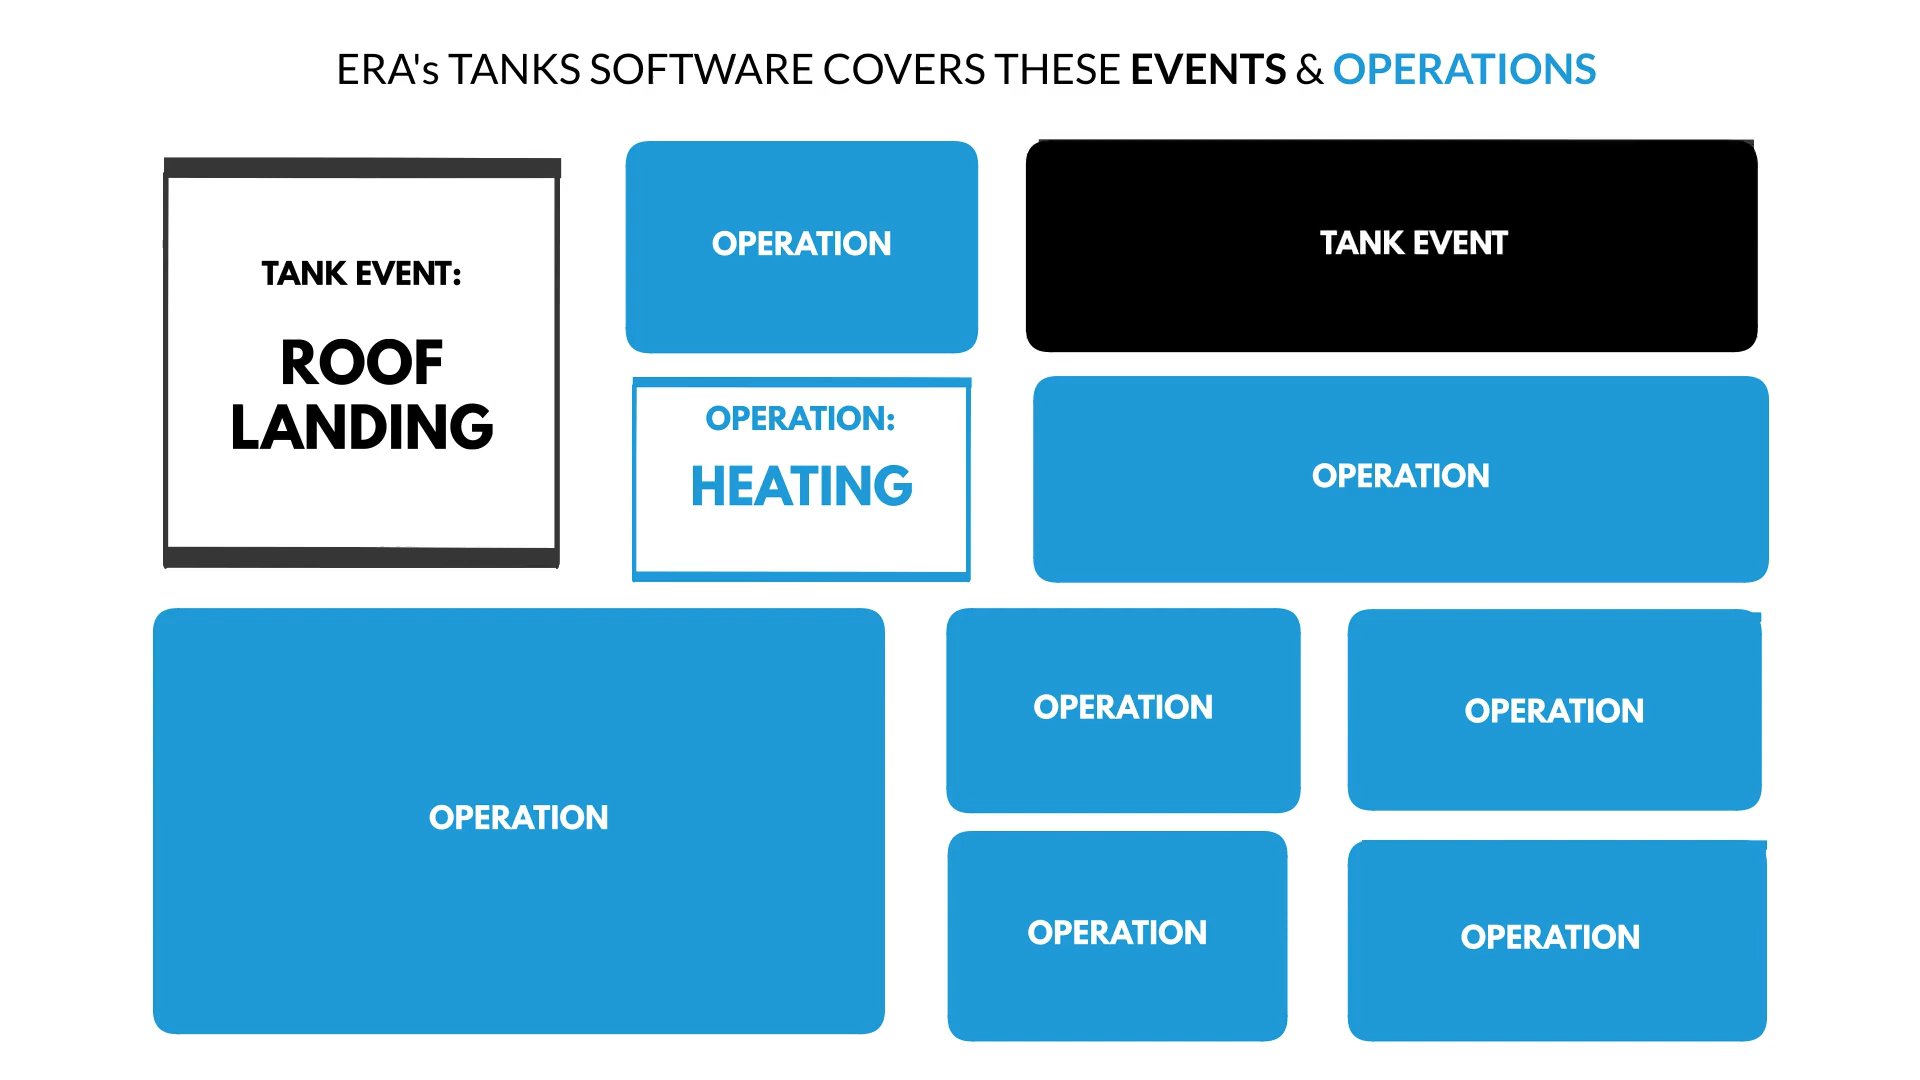 ERA's TANKS SOFTWARE COVERS THESE EVENTS & OPERATIONS
TANK EVENT:
ROOF
LANDING
OPERATION
TANK EVENT
OPERATION:
HEATING
OPERATION
OPERATION
OPERATION
OPERATION
OPERATION
OPERATION